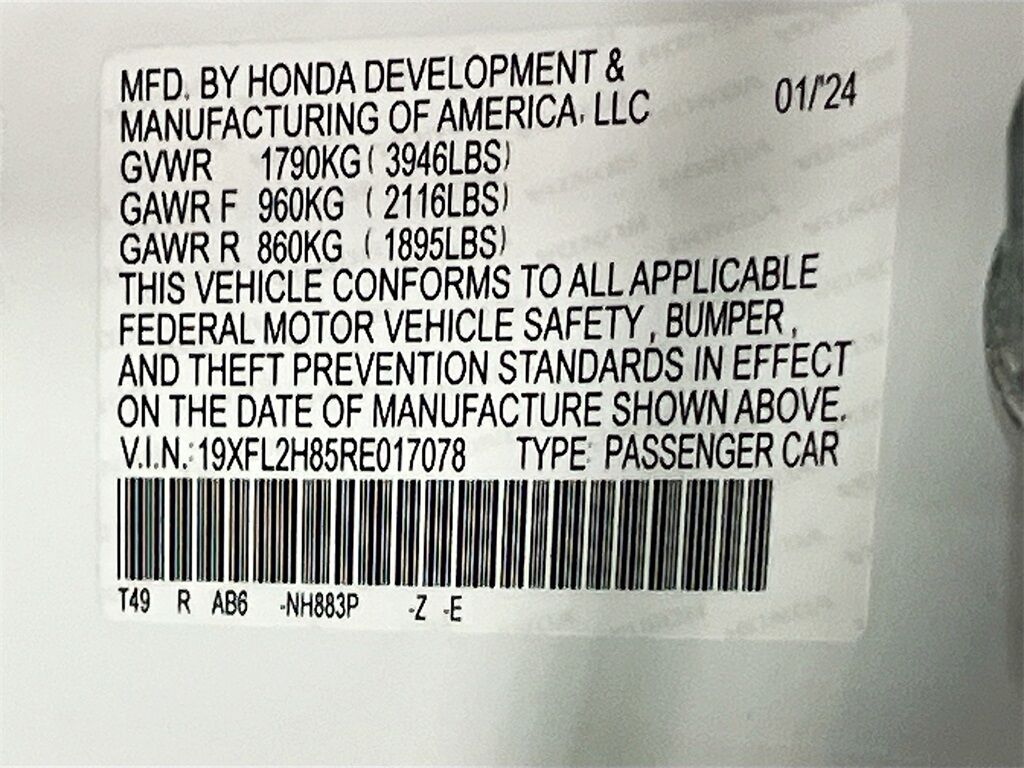 MFD. BY HONDA DEVELOPMENT &
MANUFACTURING OF AMERICA, LLC 01/'24
GVWR 1790KG ( 3946LBS)
GAWR F 960KG ( 2116LBS)
GAWR R 860KG ( 1895LBS)
THIS VEHICLE CONFORMS TO ALL APPLICABLE
FEDERAL MOTOR VEHICLE SAFETY, BUMPER,
AND THEFT PREVENTION STANDARDS IN EFFECT
ON THE DATE OF MANUFACTURE SHOWN ABOVE.
V.I.N.: 19XFL2H85RE017078 TYPE: PASSENGER CAR
T49 R AB6 -NH883P -Z -E